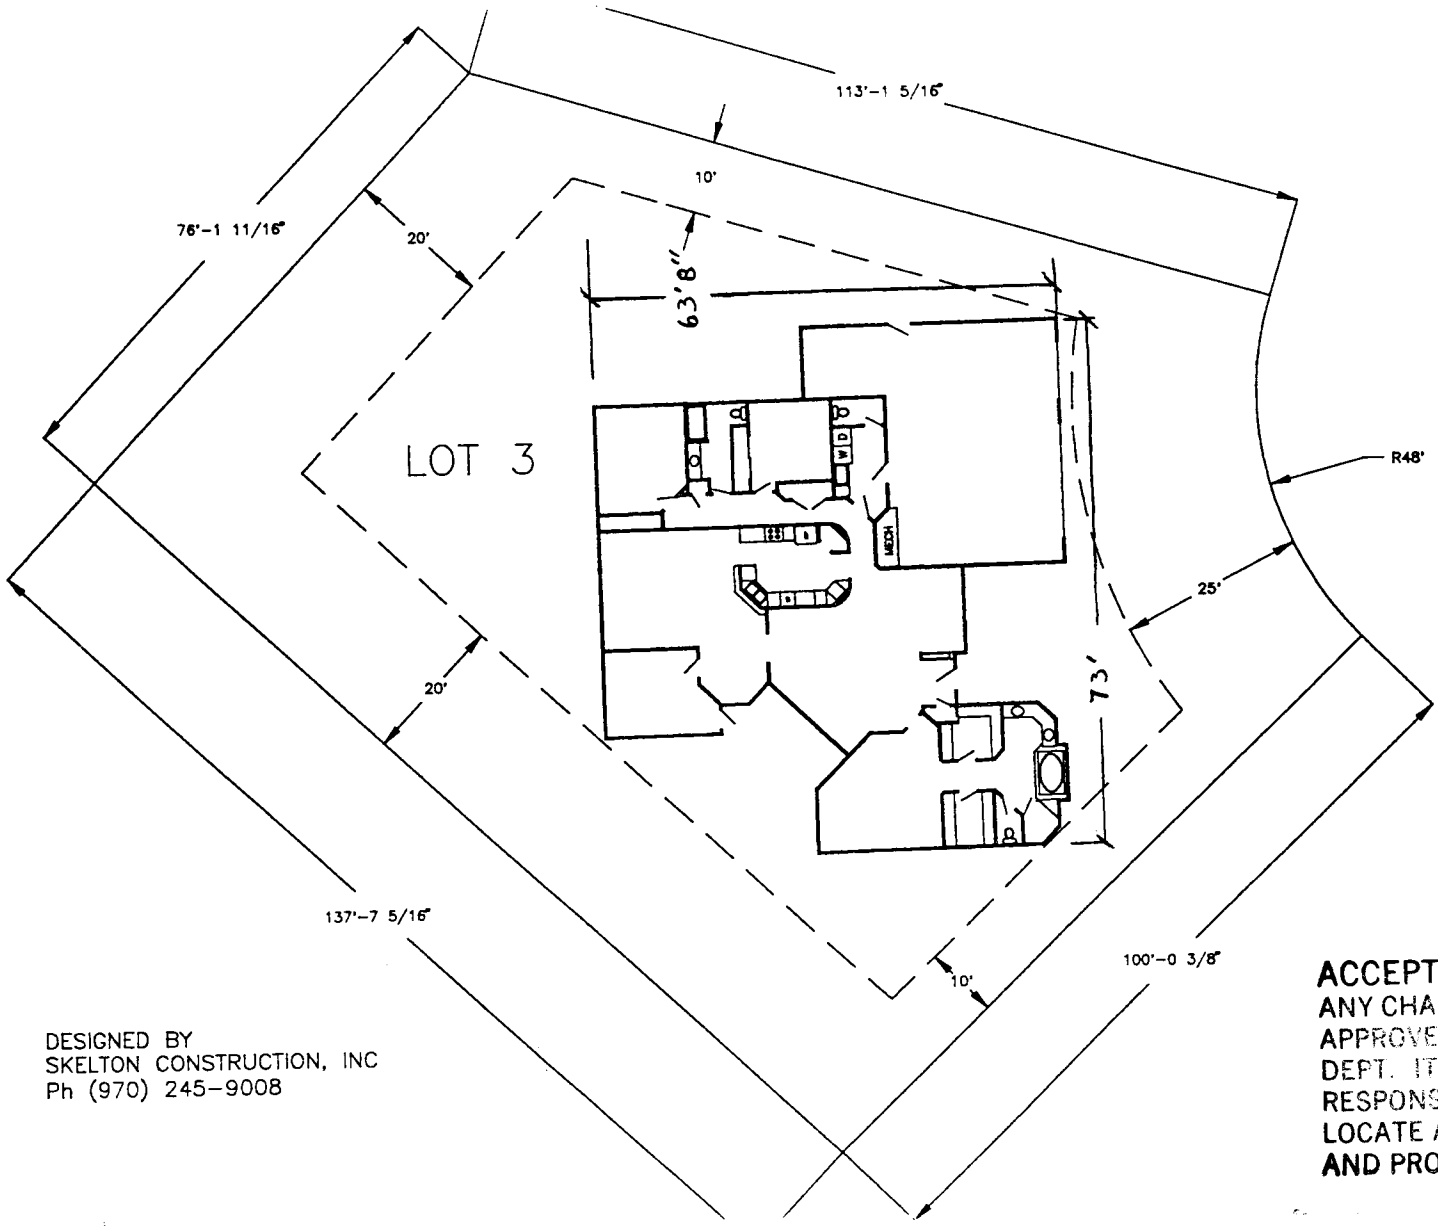 113'-1 5/16"
10'
76'-1 11/16"
20'
63'8"
LOT 3
W D
MECH
R48'
25'
73'
20'
137'-7 5/16"
100'-0 3/8"
10'
DESIGNED BY
SKELTON CONSTRUCTION, INC
Ph (970) 245-9008
ACCEPT
ANY CHA
APPROVE
DEPT. IT
RESPONS
LOCATE A
AND PRO